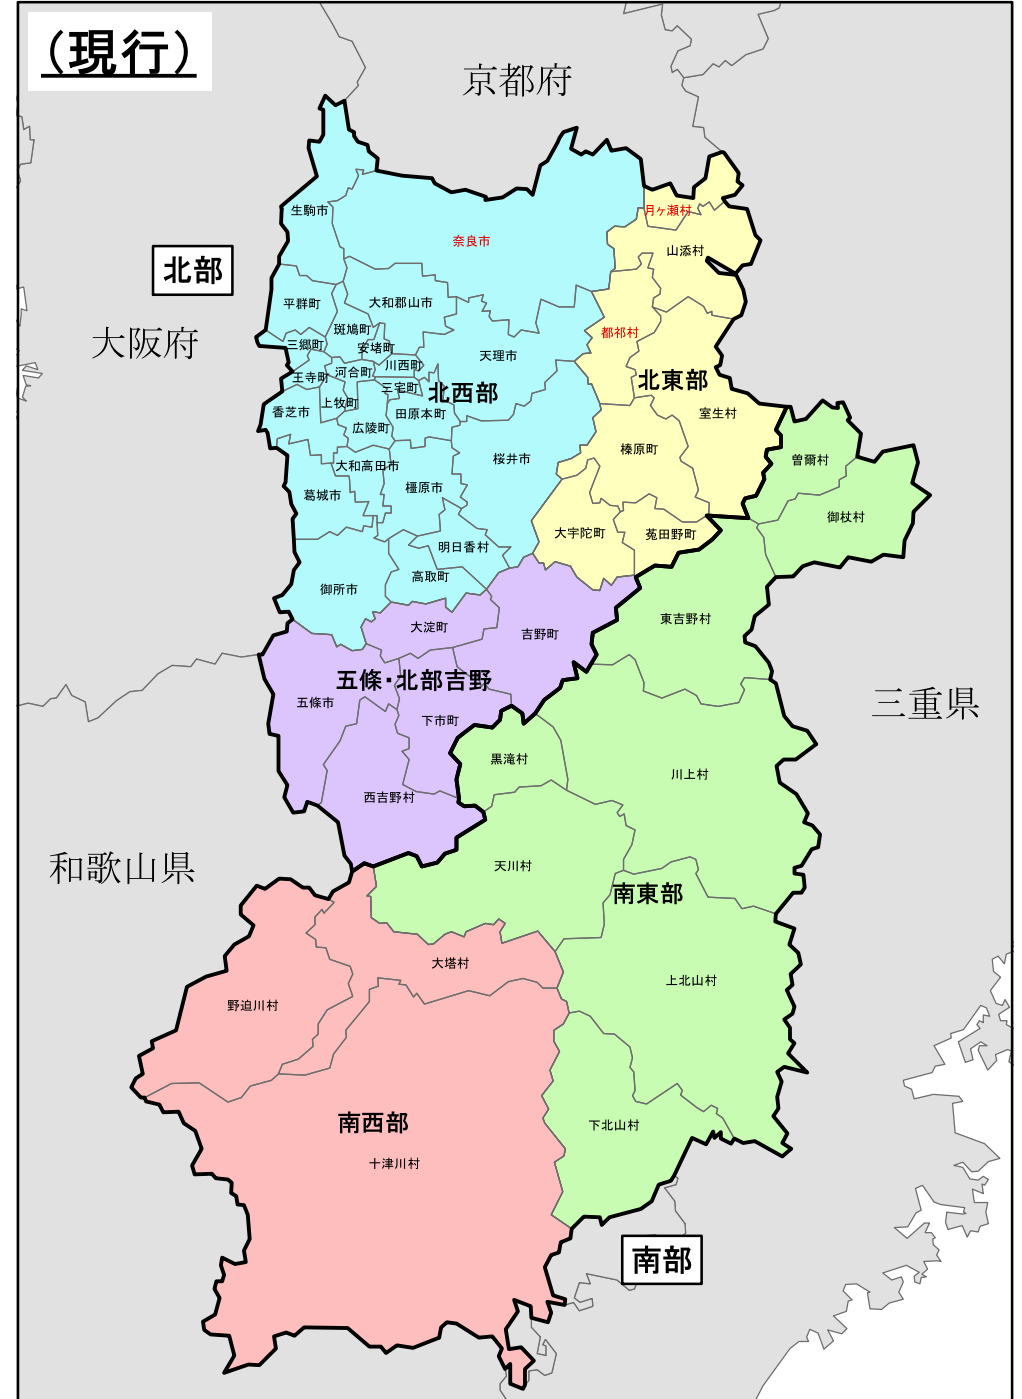 （現行）
京都府
生駒市
奈良市
月ヶ瀬村
山添村
北部
平群町
大和郡山市
斑鳩町
都祁村
大阪府
三郷町
安堵町
天理市
川西町
王寺町
河合町
北東部
三宅町
北西部
上牧町
香芝市
田原本町
室生村
広陵町
榛原町
桜井市
曽爾村
大和高田市
橿原市
葛城市
御杖村
大宇陀町
菟田野町
明日香村
高取町
御所市
東吉野村
大淀町
吉野町
五條・北部吉野
五條市
三重県
下市町
黒滝村
川上村
西吉野村
和歌山県
天川村
南東部
大塔村
上北山村
野迫川村
南西部
下北山村
十津川村
南部